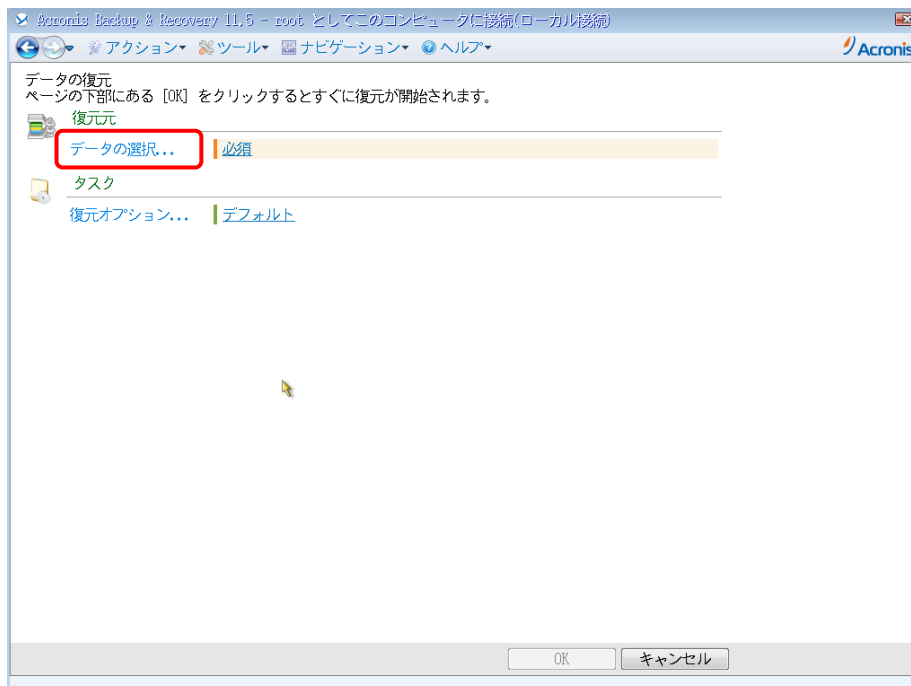 Acronis Backup & Recovery 11.5 - root としてこのコンピュータに接続(ローカル接続)
アクション ツール ナビゲーション ヘルプ Acronis
データの復元
ページの下部にある [OK] をクリックするとすぐに復元が開始されます。
復元元
データの選択... 必須
タスク
復元オプション... デフォルト
OK キャンセル